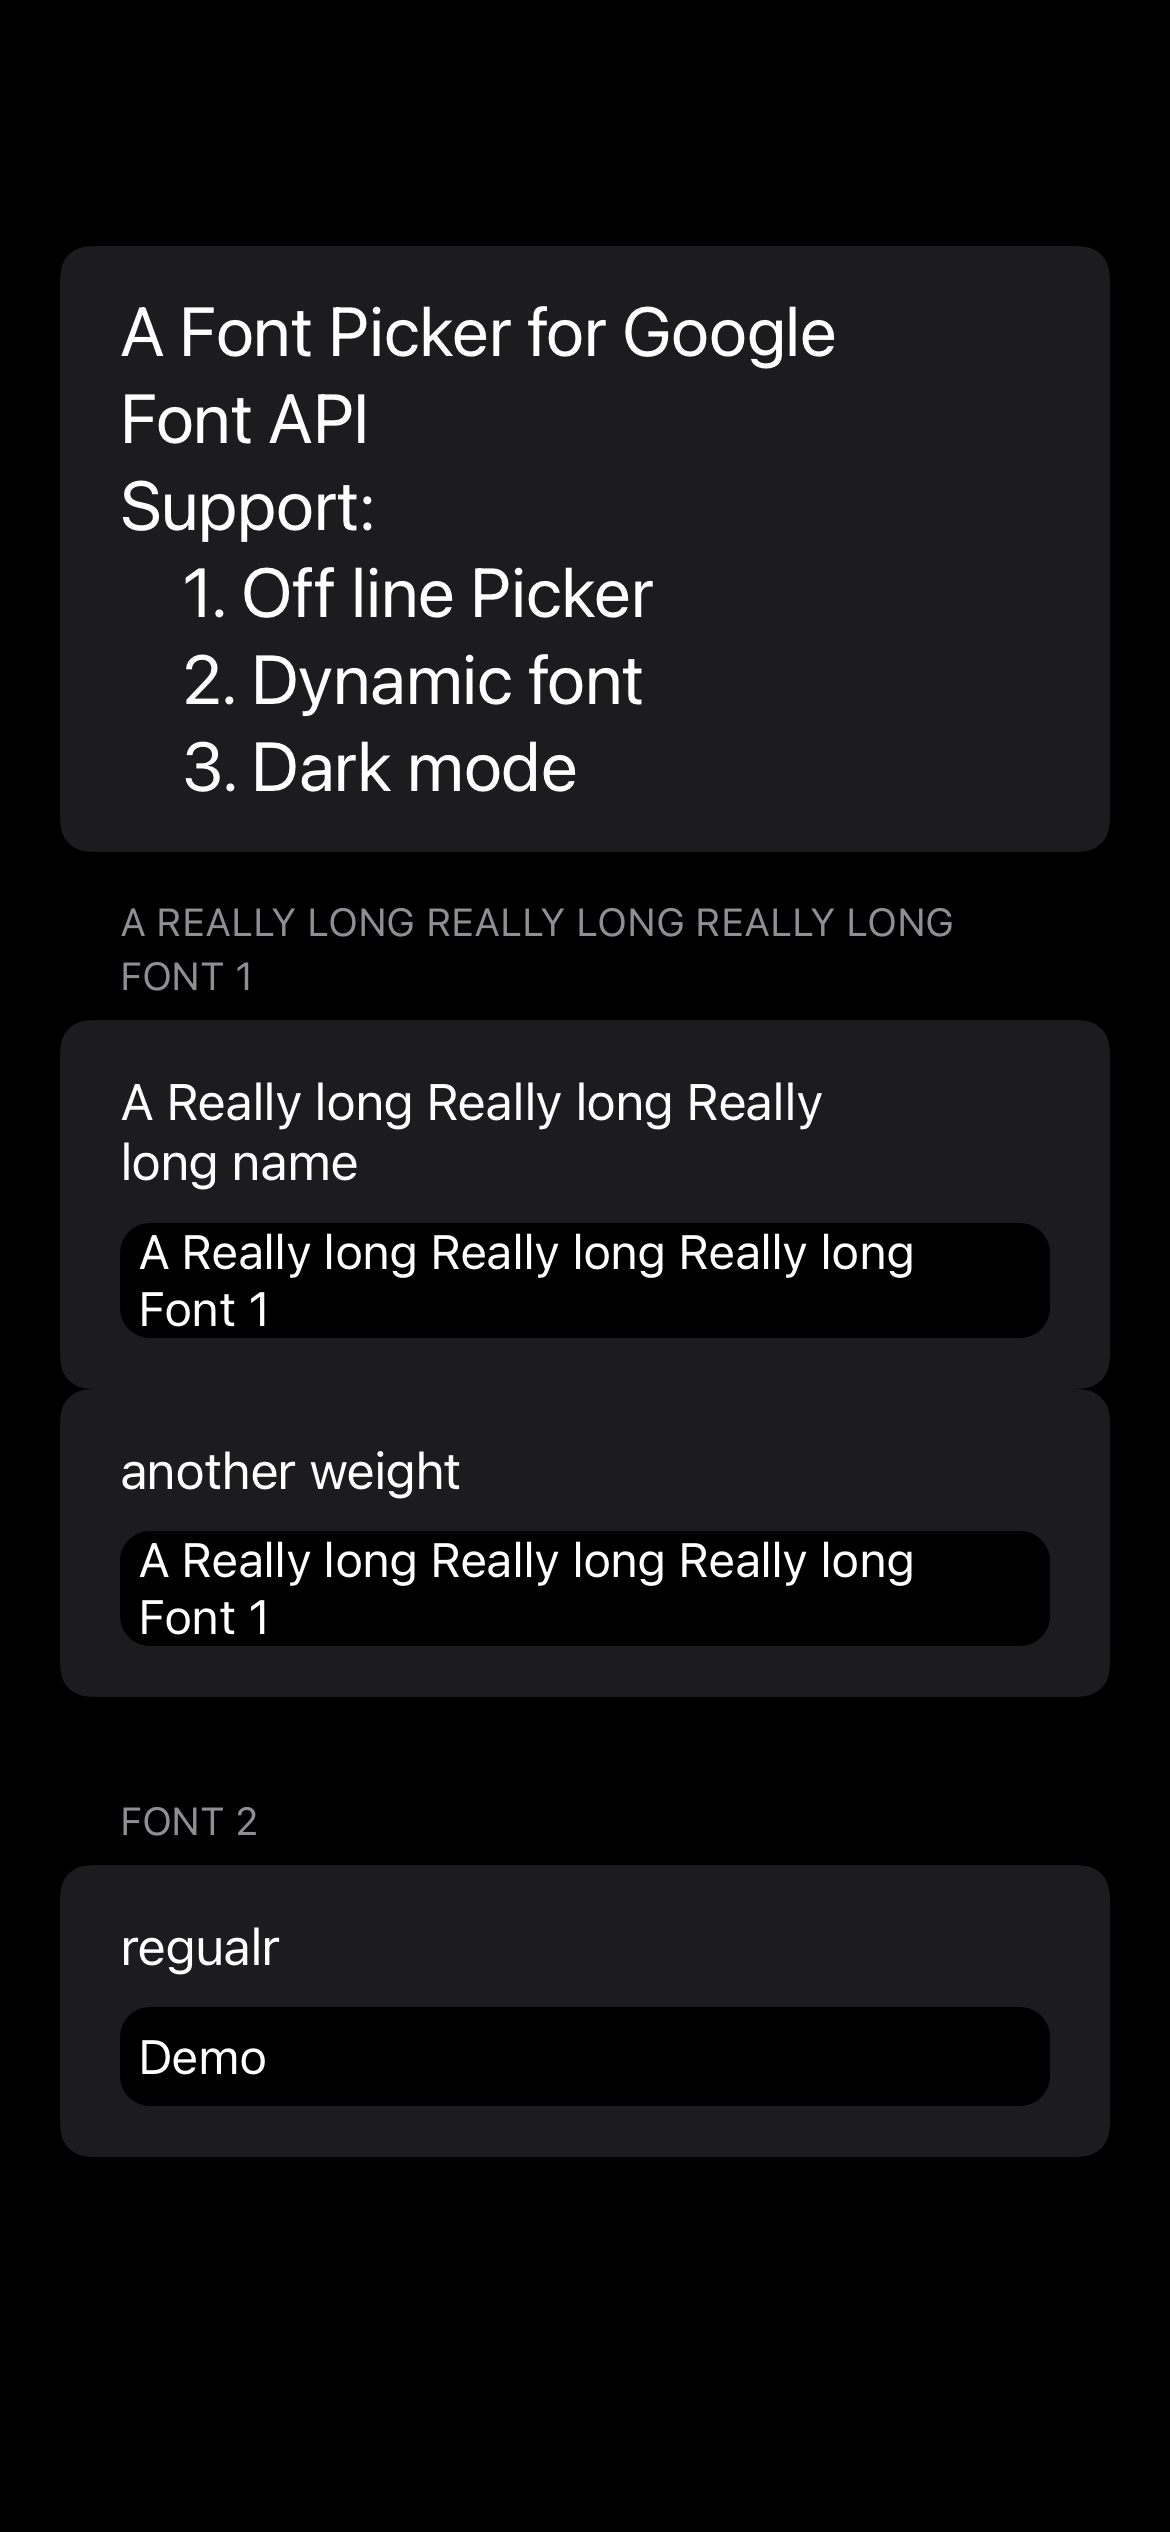 A Font Picker for Google
Font API
Support:
1. Off line Picker
2. Dynamic font
3. Dark mode
A REALLY LONG REALLY LONG REALLY LONG
FONT 1
A Really long Really long Really
long name
A Really long Really long Really long
Font 1
another weight
A Really long Really long Really long
Font 1
FONT 2
regualr
Demo